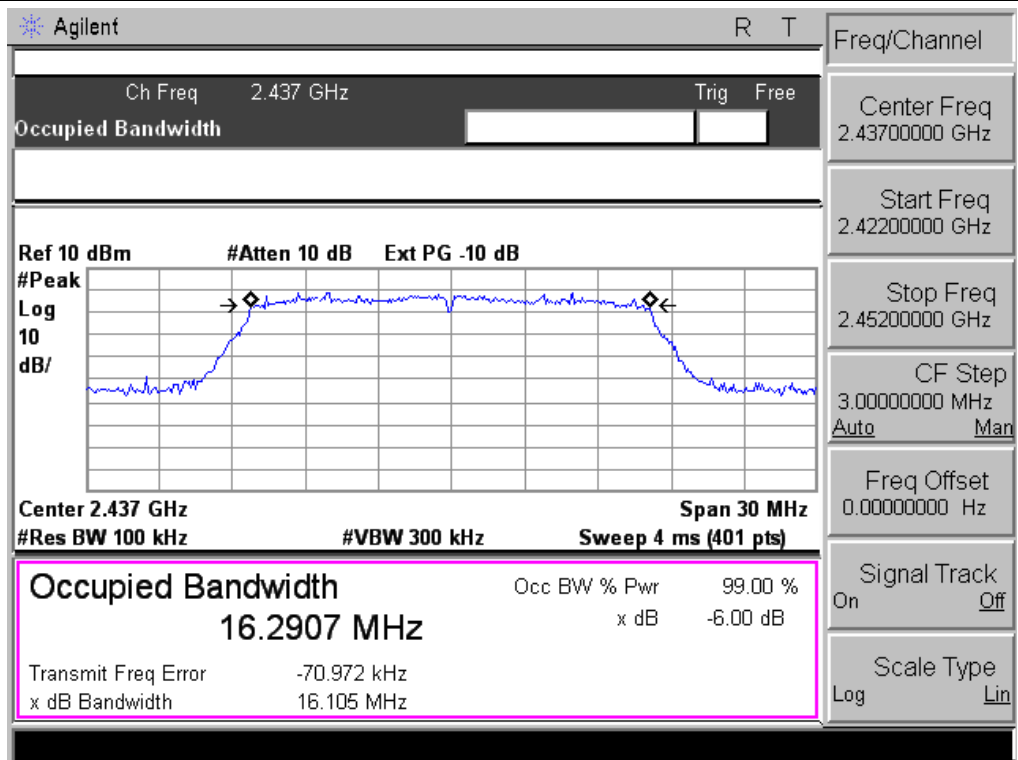 Agilent R T
Ch Freq 2.437 GHz Trig Free
Occupied Bandwidth
Ref 10 dBm #Atten 10 dB Ext PG -10 dB
#Peak
Log
10
dB/
Center 2.437 GHz Span 30 MHz
#Res BW 100 kHz #VBW 300 kHz Sweep 4 ms (401 pts)
Occupied Bandwidth Occ BW % Pwr 99.00 %
16.2907 MHz x dB -6.00 dB
Transmit Freq Error -70.972 kHz
x dB Bandwidth 16.105 MHz
Freq/Channel
Center Freq
2.43700000 GHz
Start Freq
2.42200000 GHz
Stop Freq
2.45200000 GHz
CF Step
3.00000000 MHz
Auto Man
Freq Offset
0.00000000 Hz
Signal Track
On Off
Scale Type
Log Lin